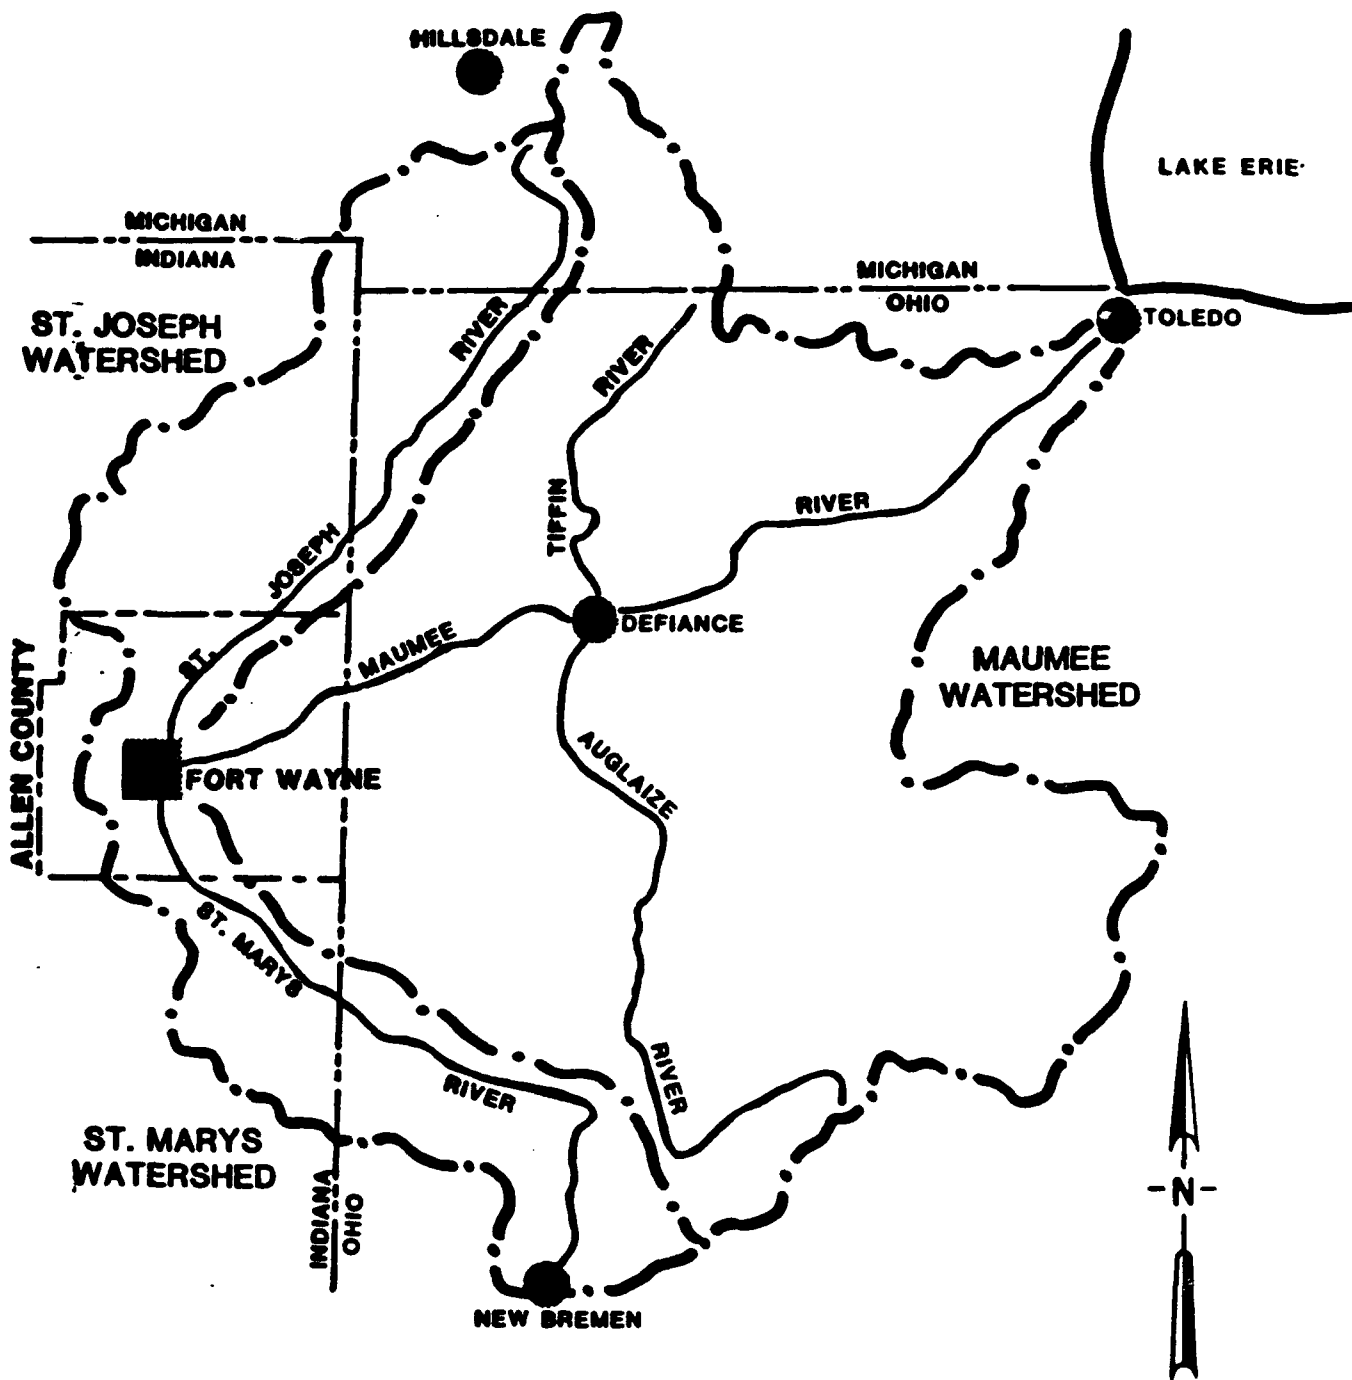 HILLSDALE
LAKE ERIE
MICHIGAN
INDIANA
MICHIGAN
OHIO
ST. JOSEPH
WATERSHED
TOLEDO
RIVER
RIVER
TIFFIN
RIVER
JOSEPH
ST.
MAUMEE
DEFIANCE
MAUMEE
WATERSHED
ALLEN COUNTY
FORT WAYNE
AUGLAIZE
ST. MARYS
RIVER
RIVER
ST. MARYS
WATERSHED
INDIANA
OHIO
N
NEW BREMEN